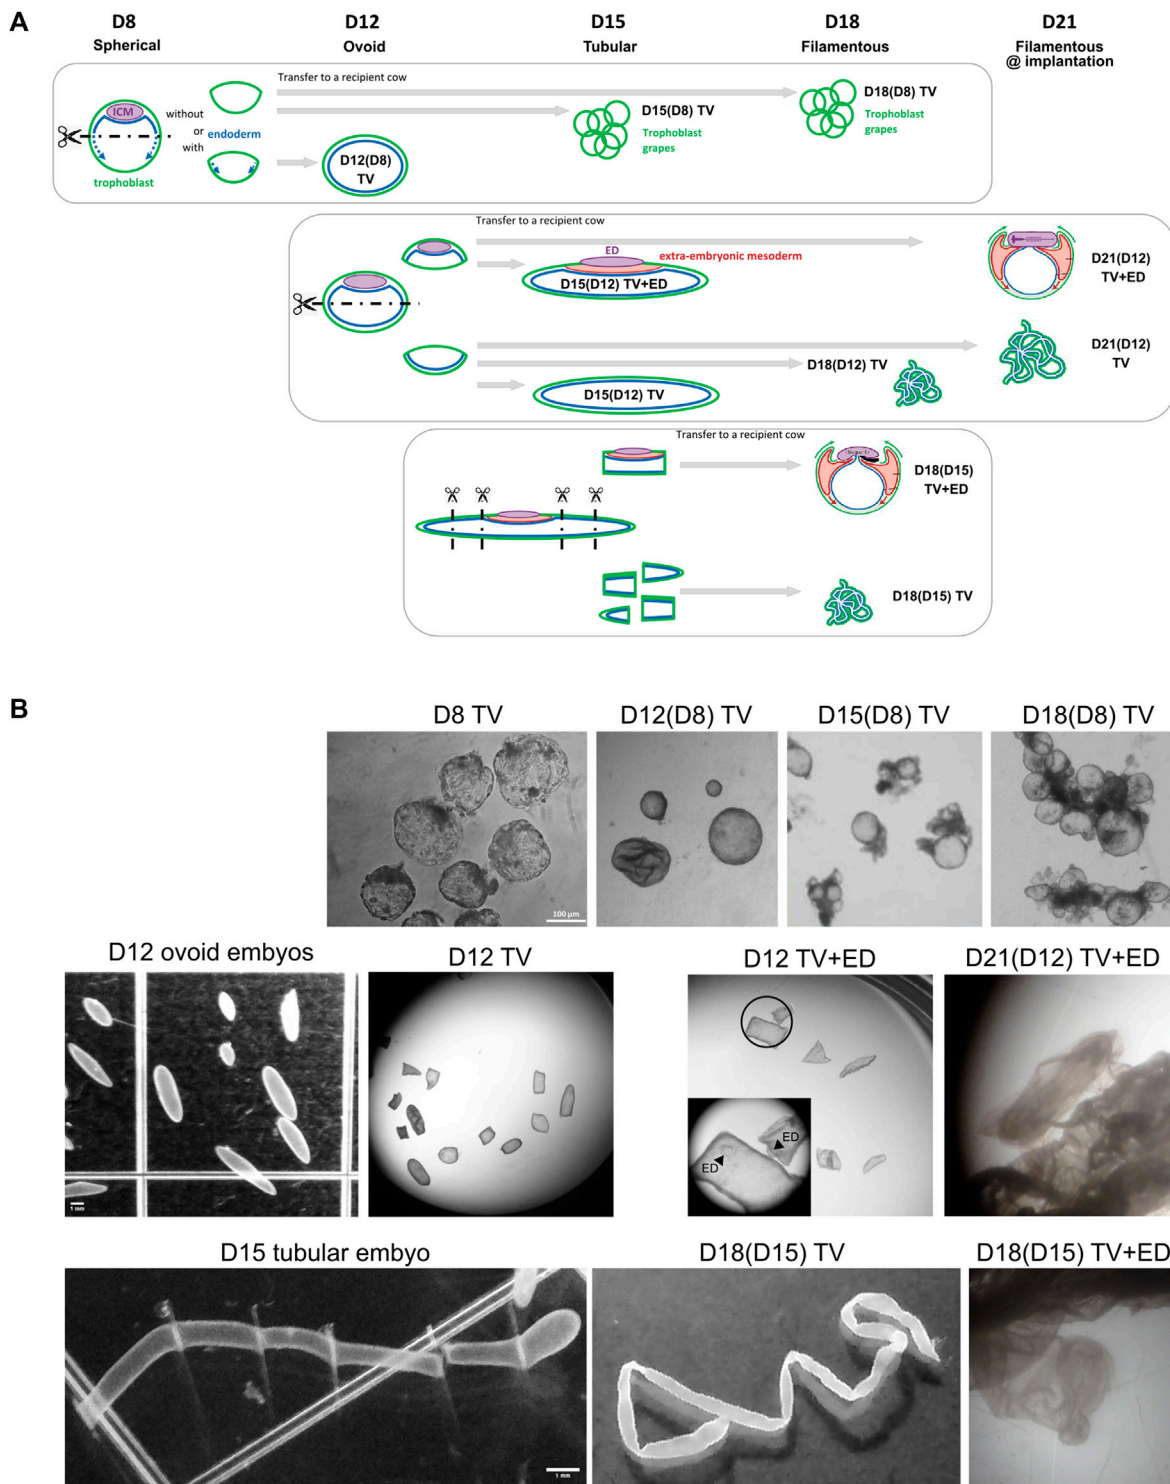 A
D8
D12
D15
D18
D21
Spherical
Ovoid
Tubular
Filamentous
Filamentous
@ implantation
Transfer to a recipient cow
ICM
without
or
with
endoderm
trophoblast
D12(D8)
TV
D15(D8) TV
Trophoblast
grapes
D18(D8) TV
Trophoblast
grapes
Transfer to a recipient cow
ED
extra-embryonic mesoderm
D15(D12) TV+ED
D21(D12)
TV+ED
D18(D12) TV
D21(D12)
TV
D15(D12) TV
Transfer to a recipient cow
D18(D15)
TV+ED
D18(D15) TV
B
D8 TV
D12(D8) TV
D15(D8) TV
D18(D8) TV
100 µm
D12 ovoid embyos
D12 TV
D12 TV+ED
D21(D12) TV+ED
1 mm
ED
ED
D15 tubular embyo
D18(D15) TV
D18(D15) TV+ED
1 mm